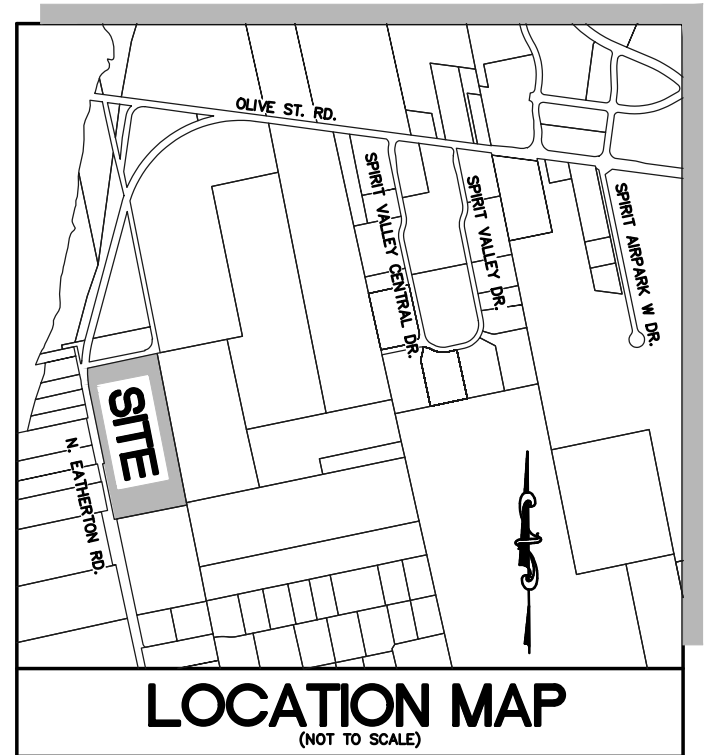 OLIVE ST. RD.
SPIRIT VALLEY CENTRAL DR.
SPIRIT VALLEY DR.
SPIRIT AIRPARK W DR.
SITE
N. EATHERTON RD.
LOCATION MAP
(NOT TO SCALE)